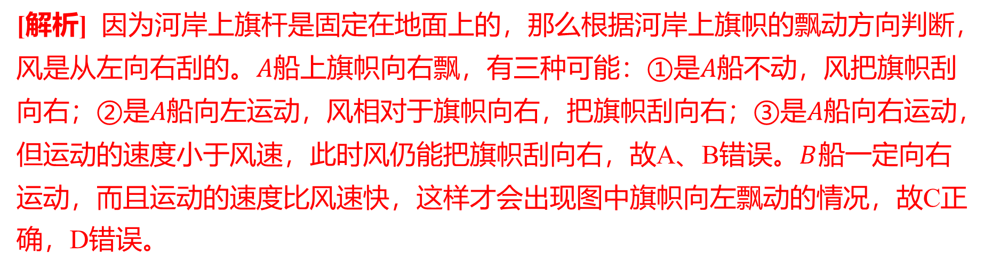 [解析] 因为河岸上旗杆是固定在地面上的，那么根据河岸上旗帜的飘动方向判断，
风是从左向右刮的。A船上旗帜向右飘，有三种可能：①是A船不动，风把旗帜刮
向右；②是A船向左运动，风相对于旗帜向右，把旗帜刮向右；③是A船向右运动，
但运动的速度小于风速，此时风仍能把旗帜刮向右，故A、B错误。B船一定向右
运动，而且运动的速度比风速快，这样才会出现图中旗帜向左飘动的情况，故C正
确，D错误。